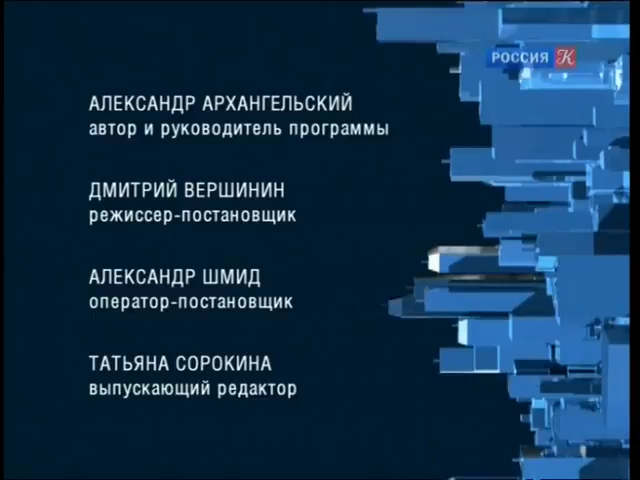 РОССИЯ К
АЛЕКСАНДР АРХАНГЕЛЬСКИЙ
автор и руководитель программы
ДМИТРИЙ ВЕРШИНИН
режиссер-постановщик
АЛЕКСАНДР ШМИД
оператор-постановщик
ТАТЬЯНА СОРОКИНА
выпускающий редактор